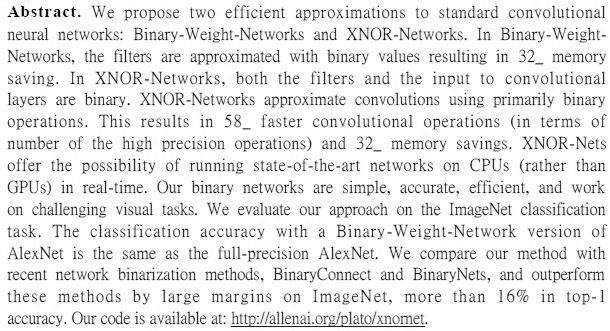 Abstract. We propose two efficient approximations to standard convolutional
neural networks: Binary-Weight-Networks and XNOR-Networks. In Binary-Weight-
Networks, the filters are approximated with binary values resulting in 32_ memory
saving. In XNOR-Networks, both the filters and the input to convolutional
layers are binary. XNOR-Networks approximate convolutions using primarily binary
operations. This results in 58_ faster convolutional operations (in terms of
number of the high precision operations) and 32_ memory savings. XNOR-Nets
offer the possibility of running state-of-the-art networks on CPUs (rather than
GPUs) in real-time. Our binary networks are simple, accurate, efficient, and work
on challenging visual tasks. We evaluate our approach on the ImageNet classification
task. The classification accuracy with a Binary-Weight-Network version of
AlexNet is the same as the full-precision AlexNet. We compare our method with
recent network binarization methods, BinaryConnect and BinaryNets, and outperform
these methods by large margins on ImageNet, more than 16% in top-1
accuracy. Our code is available at: http://allenai.org/plato/xnornet.